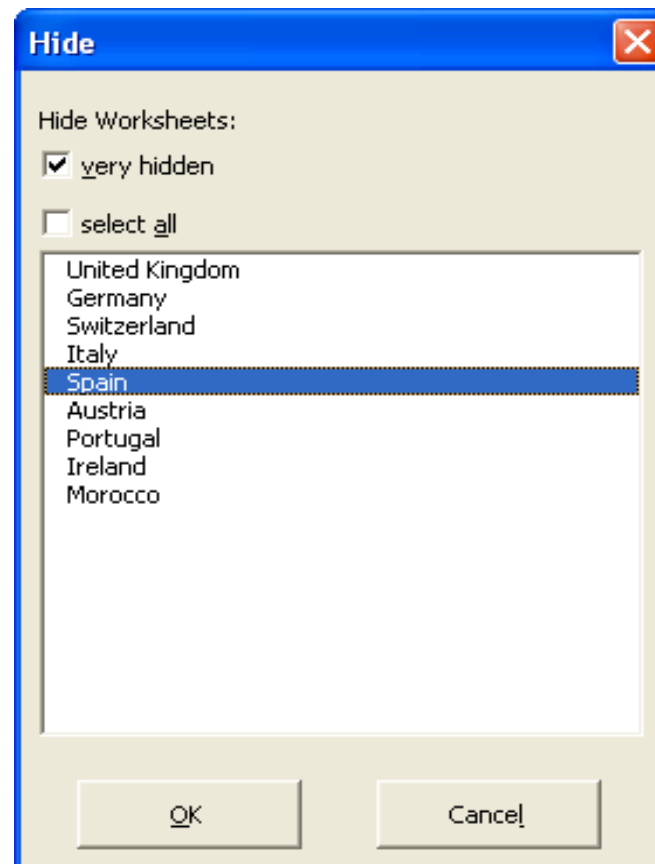 Hide
Hide Worksheets:
very hidden
select all
United Kingdom
Germany
Switzerland
Italy
Spain
Austria
Portugal
Ireland
Morocco
OK Cancel